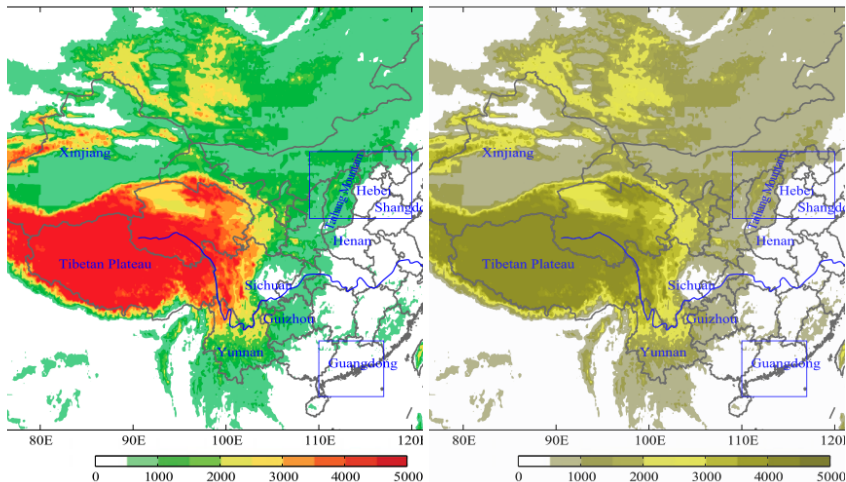 Xinjiang
Taihang Mountain
Hebei
Shangdo
Henan
Tibetan Plateau
Sichuan
Guizhou
Yunnan
Guangdong
80E 90E 100E 110E 120E
0 1000 2000 3000 4000 5000
Xinjiang
Taihang Mountain
Hebei
Shangdo
Henan
Tibetan Plateau
Sichuan
Guizhou
Yunnan
Guangdong
80E 90E 100E 110E 120E
0 1000 2000 3000 4000 5000